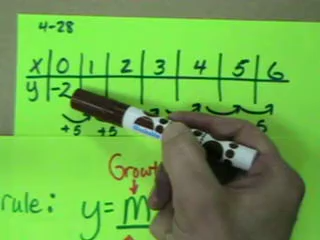 4-28
x 0 1 2 3 4 5 6
y -2
+5 +5 5
Growth
rule: y = m